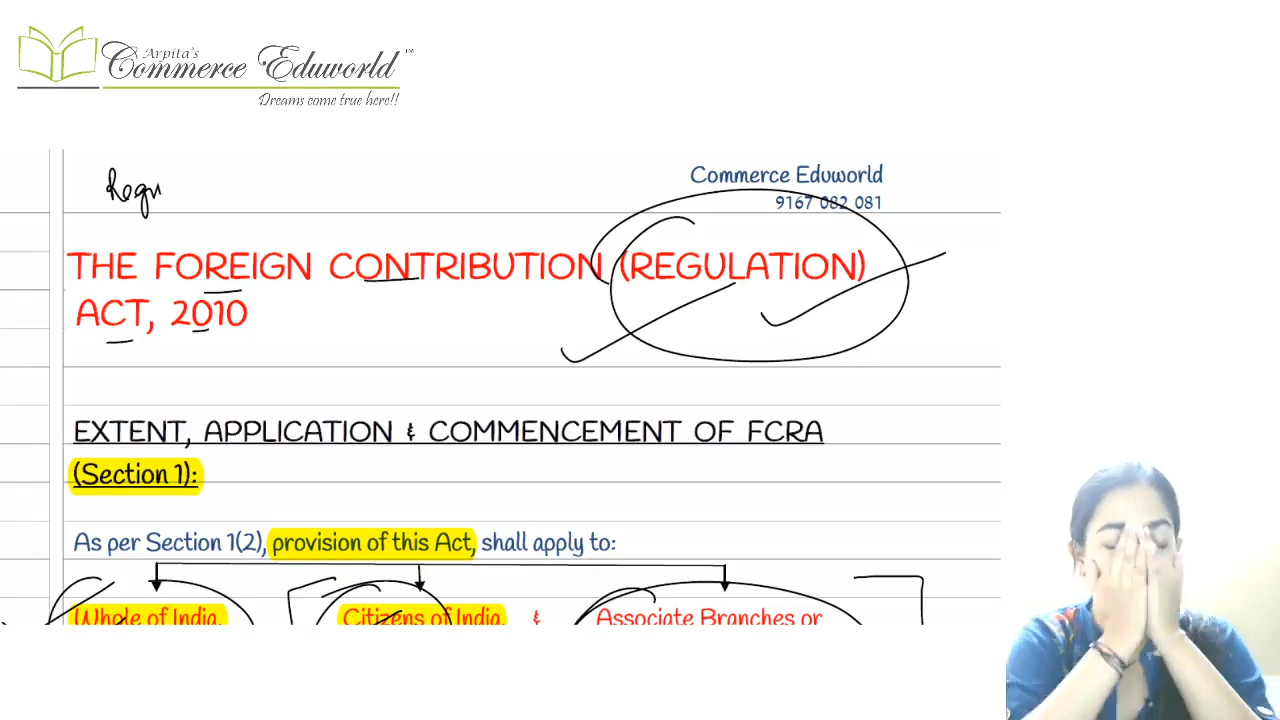 Arpita's
Commerce Eduworld™
Dreams come true here!!
Regu
Commerce Eduworld
9167 082 081
THE FOREIGN CONTRIBUTION (REGULATION)
ACT, 2010
EXTENT, APPLICATION & COMMENCEMENT OF FCRA
(Section 1):
As per Section 1(2), provision of this Act, shall apply to:
Whole of India, Citizens of India, & Associate Branches or